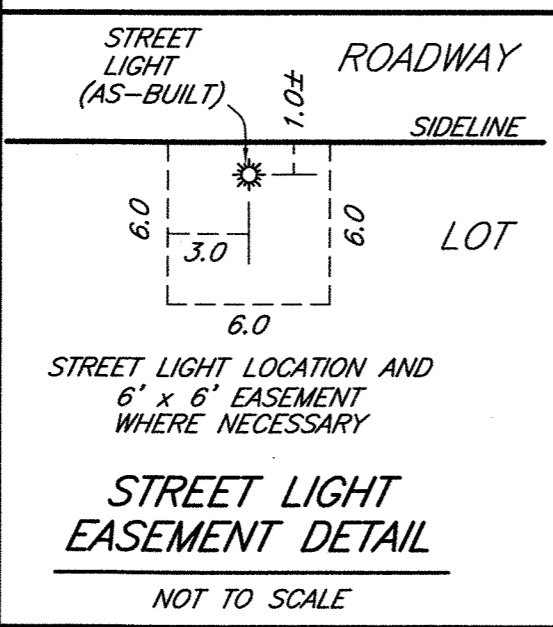 STREET
LIGHT
(AS-BUILT)
ROADWAY
1.0±
SIDELINE
6.0
3.0
6.0
LOT
6.0
STREET LIGHT LOCATION AND
6' x 6' EASEMENT
WHERE NECESSARY
STREET LIGHT
EASEMENT DETAIL
NOT TO SCALE